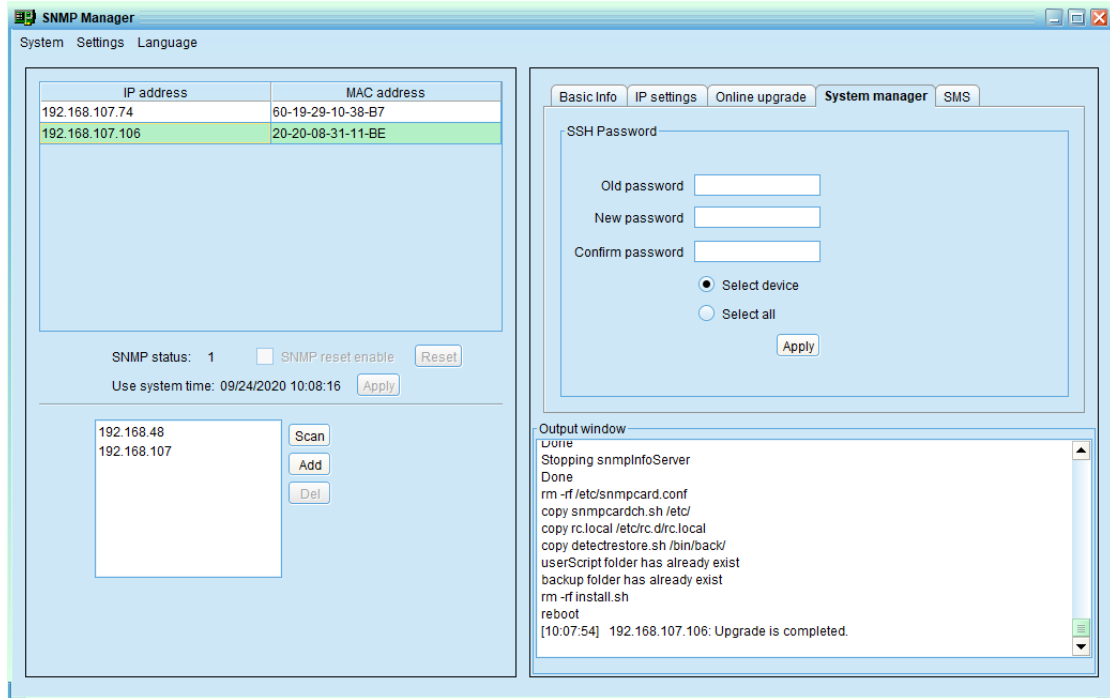 SNMP Manager
System Settings Language
IP address MAC address
192.168.107.74 60-19-29-10-38-B7
192.168.107.106 20-20-08-31-11-BE
SNMP status: 1 SNMP reset enable Reset
Use system time: 09/24/2020 10:08:16 Apply
192.168.48
192.168.107
Scan
Add
Del
Basic Info IP settings Online upgrade System manager SMS
SSH Password
Old password
New password
Confirm password
Select device
Select all
Apply
Output window
Done
Stopping snmpInfoServer
Done
rm -rf /etc/snmpcard.conf
copy snmpcardch.sh /etc/
copy rc.local /etc/rc.d/rc.local
copy detectrestore.sh /bin/back/
userScript folder has already exist
backup folder has already exist
rm -rf install.sh
reboot
[10:07:54] 192.168.107.106: Upgrade is completed.